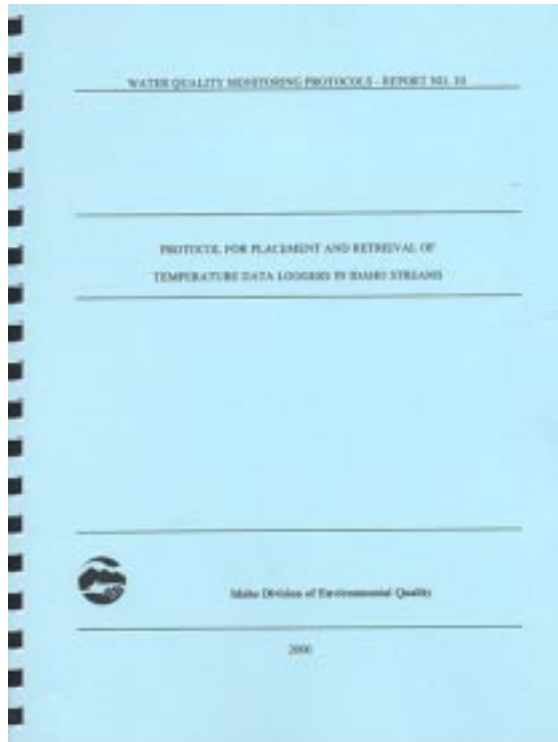 WATER QUALITY MONITORING PROTOCOLS - REPORT NO. 10
PROTOCOL FOR PLACEMENT AND RETRIEVAL OF
TEMPERATURE DATA LOGGERS IN IDAHO STREAMS
Idaho Division of Environmental Quality
2000